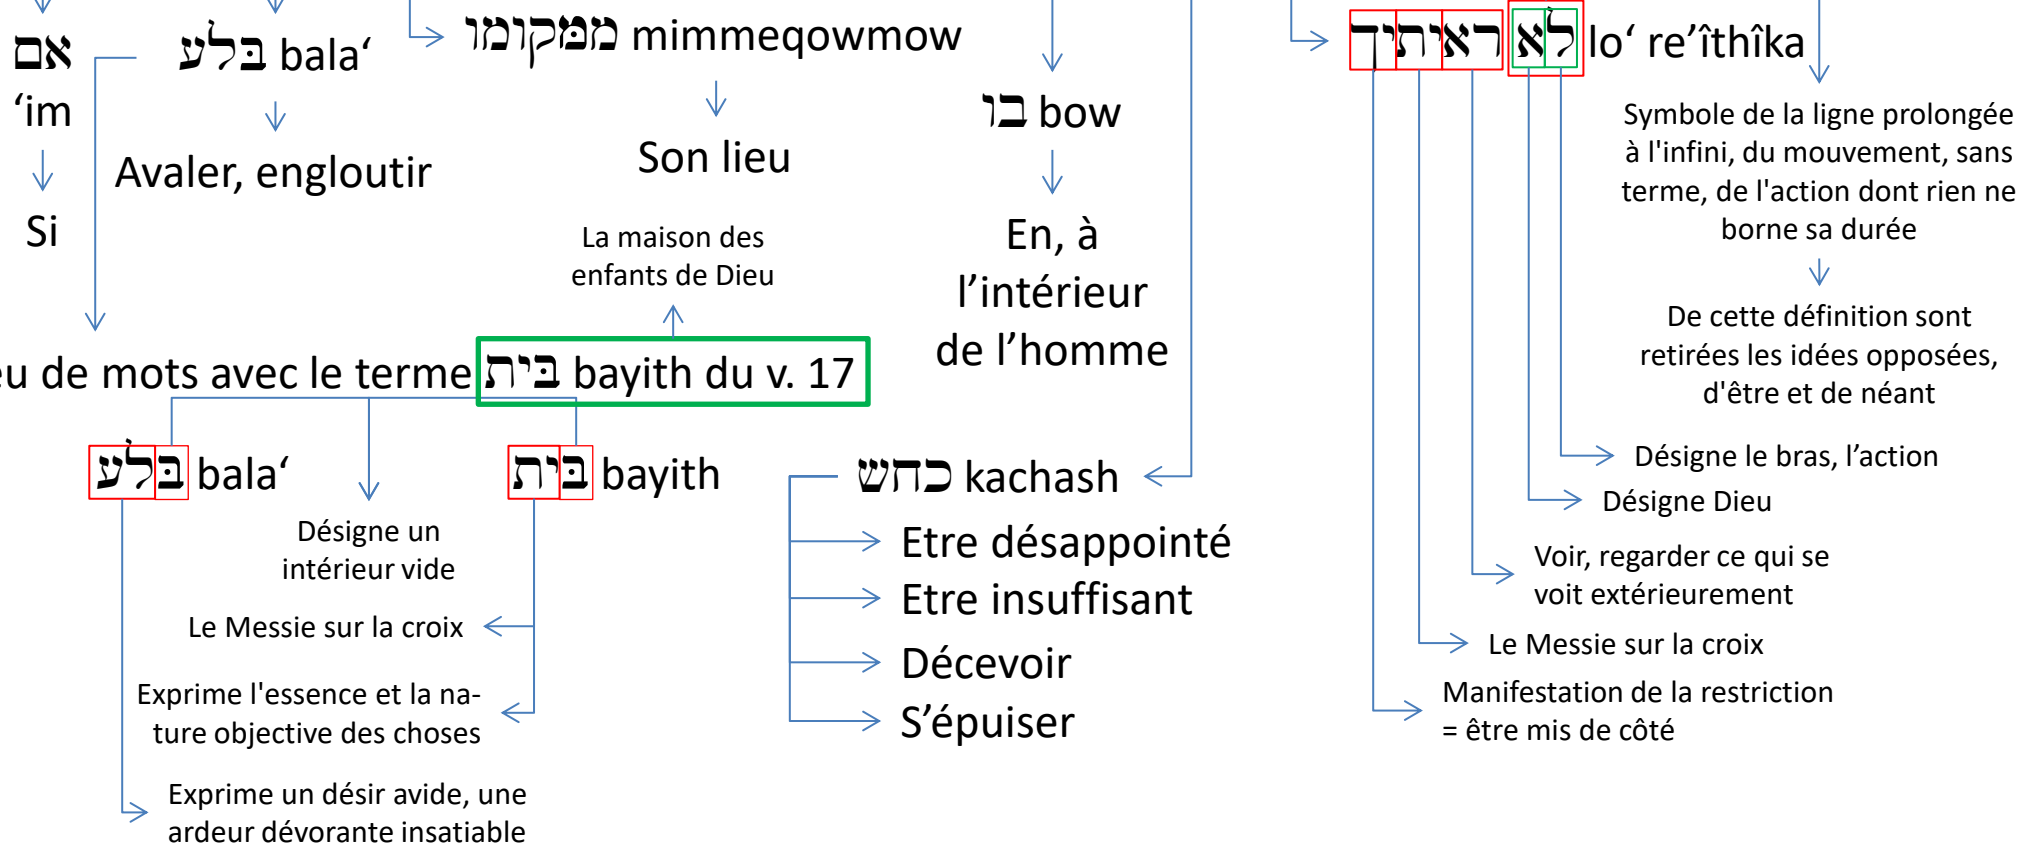 אם
‘im
Si
בּלע bala‘
Avaler, engloutir
ממּקומו mimmeqowmow
Son lieu
La maison des
enfants de Dieu
eu de mots avec le terme בּית bayith du v. 17
בּלע bala‘
בּית bayith
Désigne un
intérieur vide
Le Messie sur la croix
Exprime l'essence et la na-
ture objective des choses
Exprime un désir avide, une
ardeur dévorante insatiable
בו bow
En, à
l’intérieur
de l’homme
כחשׁ kachash
Etre désappointé
Etre insuffisant
Décevoir
S’épuiser
לא ראיתיך lo‘ re’îthîka
Symbole de la ligne prolongée
à l'infini, du mouvement, sans
terme, de l'action dont rien ne
borne sa durée
De cette définition sont
retirées les idées opposées,
d'être et de néant
Désigne le bras, l’action
Désigne Dieu
Voir, regarder ce qui se
voit extérieurement
Le Messie sur la croix
Manifestation de la restriction
= être mis de côté